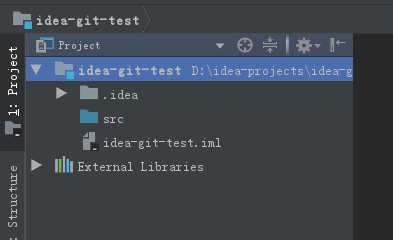 idea-git-test
Project
idea-git-test D:\idea-projects\idea-g
.idea
src
idea-git-test.iml
External Libraries
1: Project
: Structure